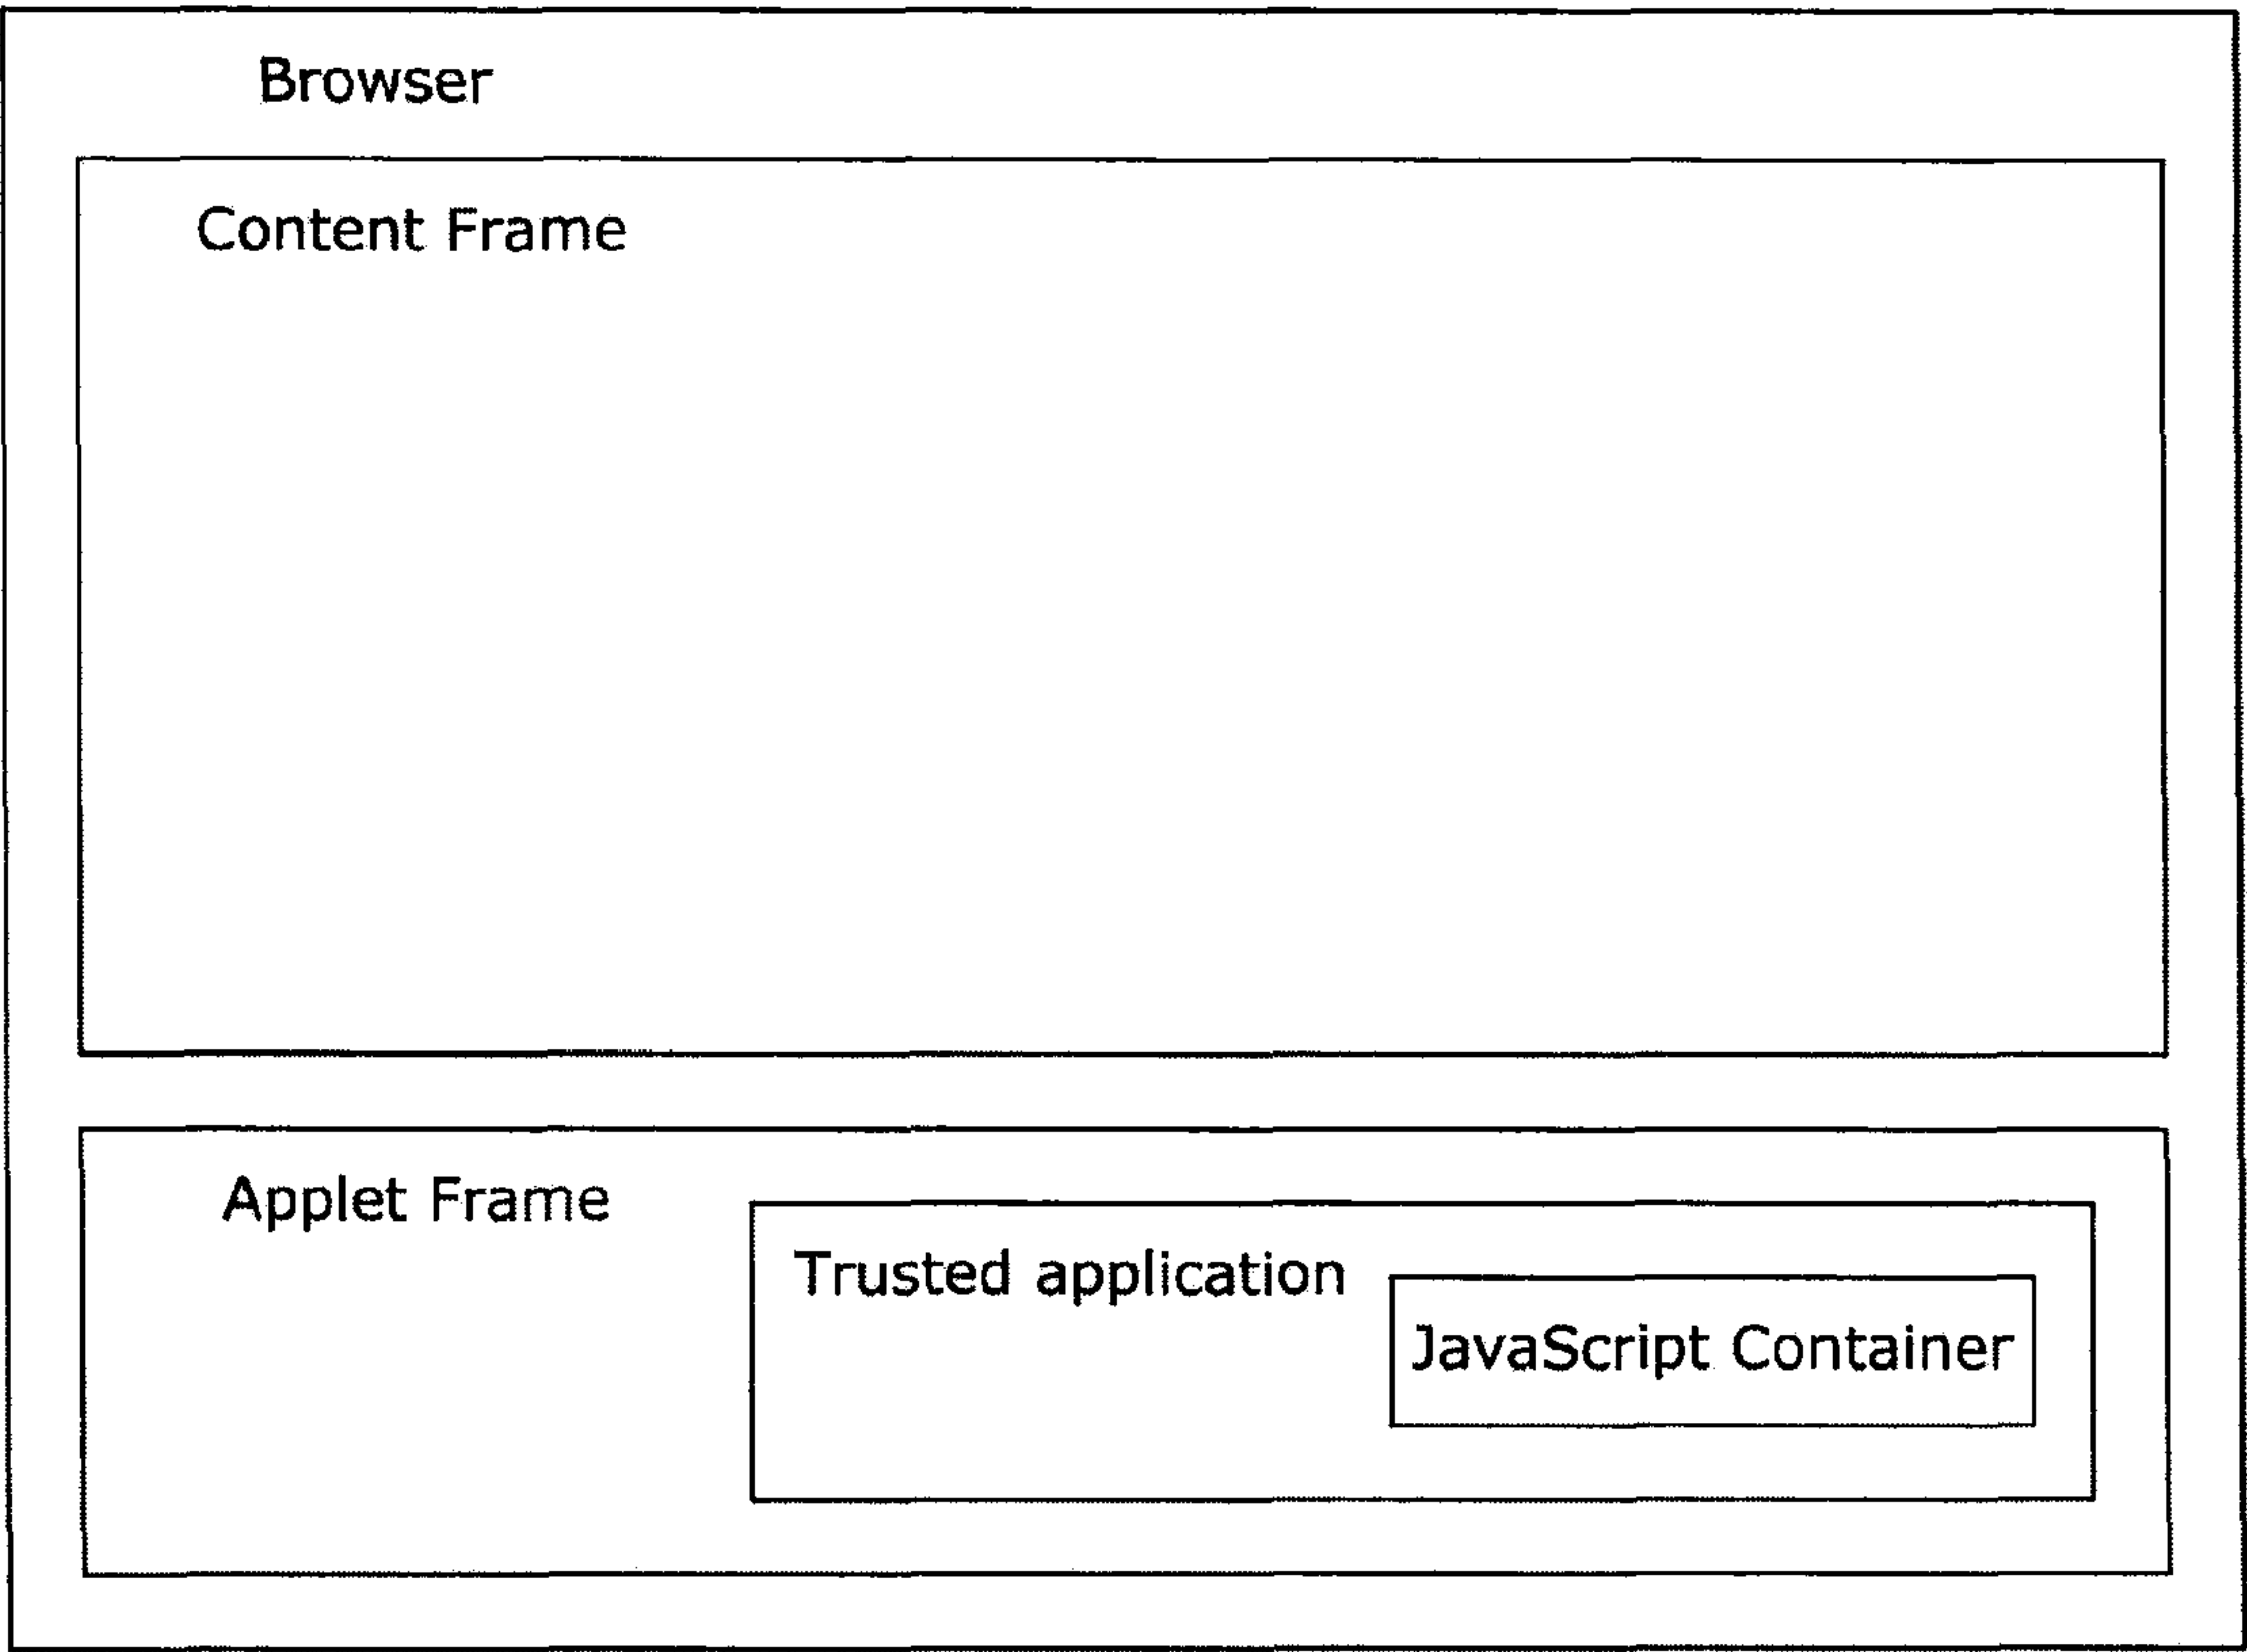 Browser
Content Frame
Applet Frame
Trusted application
JavaScript Container